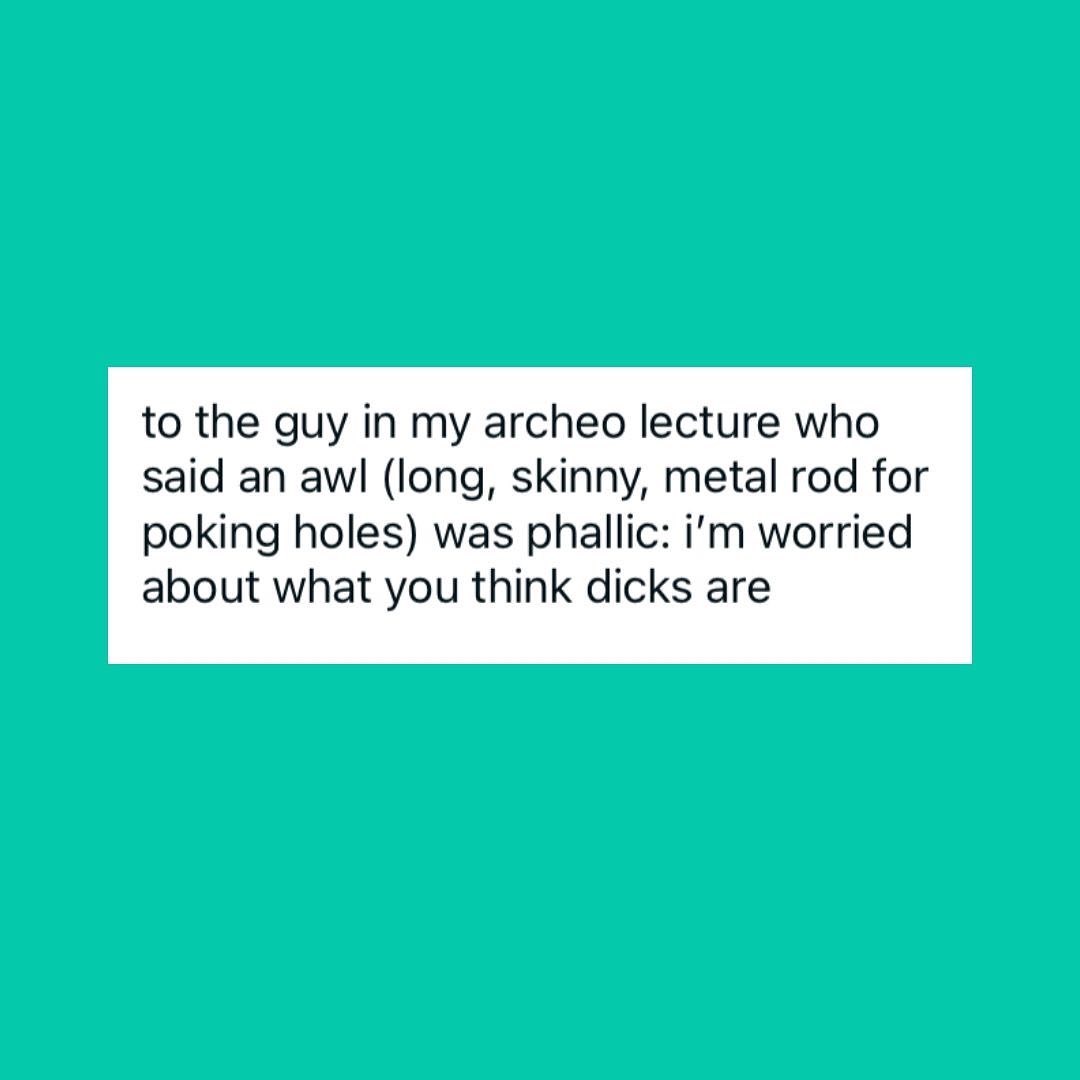 to the guy in my archeo lecture who
said an awl (long, skinny, metal rod for
poking holes) was phallic: i’m worried
about what you think dicks are